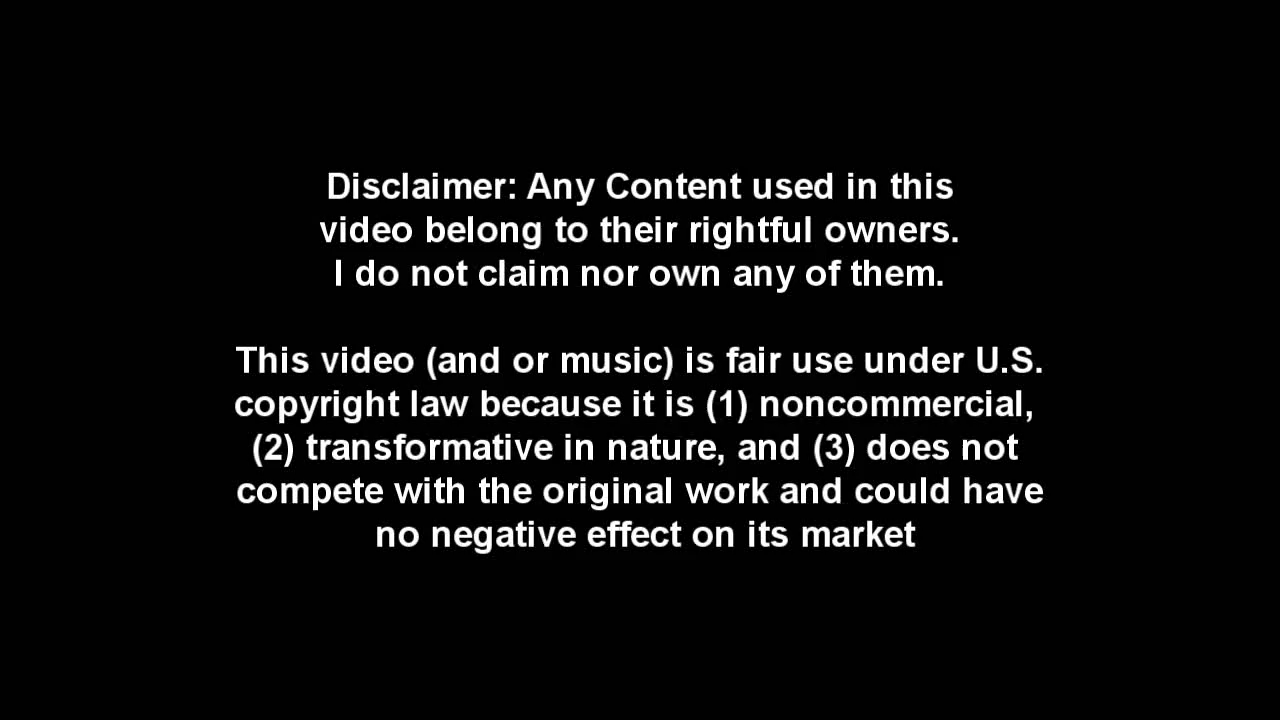 Disclaimer: Any Content used in this
video belong to their rightful owners.
I do not claim nor own any of them.
This video (and or music) is fair use under U.S.
copyright law because it is (1) noncommercial,
(2) transformative in nature, and (3) does not
compete with the original work and could have
no negative effect on its market